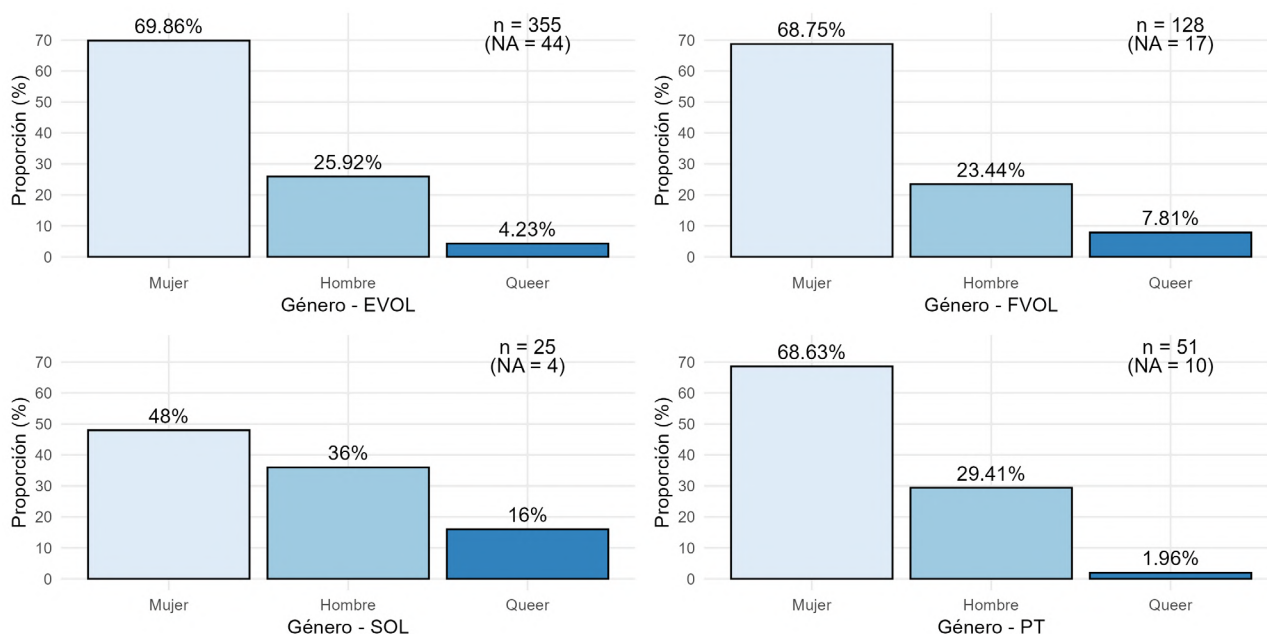 69.86%
n = 355
(NA = 44)
70
60
50
40
30
20
10
0
Proporción (%)
25.92%
4.23%
Mujer
Hombre
Queer
Género - EVOL
68.75%
n = 128
(NA = 17)
70
60
50
40
30
20
10
0
Proporción (%)
23.44%
7.81%
Mujer
Hombre
Queer
Género - FVOL
n = 25
(NA = 4)
70
60
50
40
30
20
10
0
Proporción (%)
48%
36%
16%
Mujer
Hombre
Queer
Género - SOL
68.63%
n = 51
(NA = 10)
70
60
50
40
30
20
10
0
Proporción (%)
29.41%
1.96%
Mujer
Hombre
Queer
Género - PT